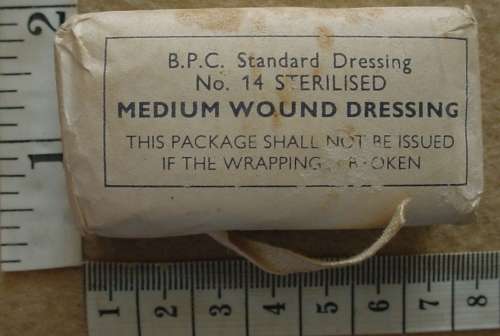 B.P.C. Standard Dressing
No. 14 STERILISED
MEDIUM WOUND DRESSING
THIS PACKAGE SHALL NOT BE ISSUED
IF THE WRAPPING BROKEN
2
1
1 2 3 4 5 6 7 8